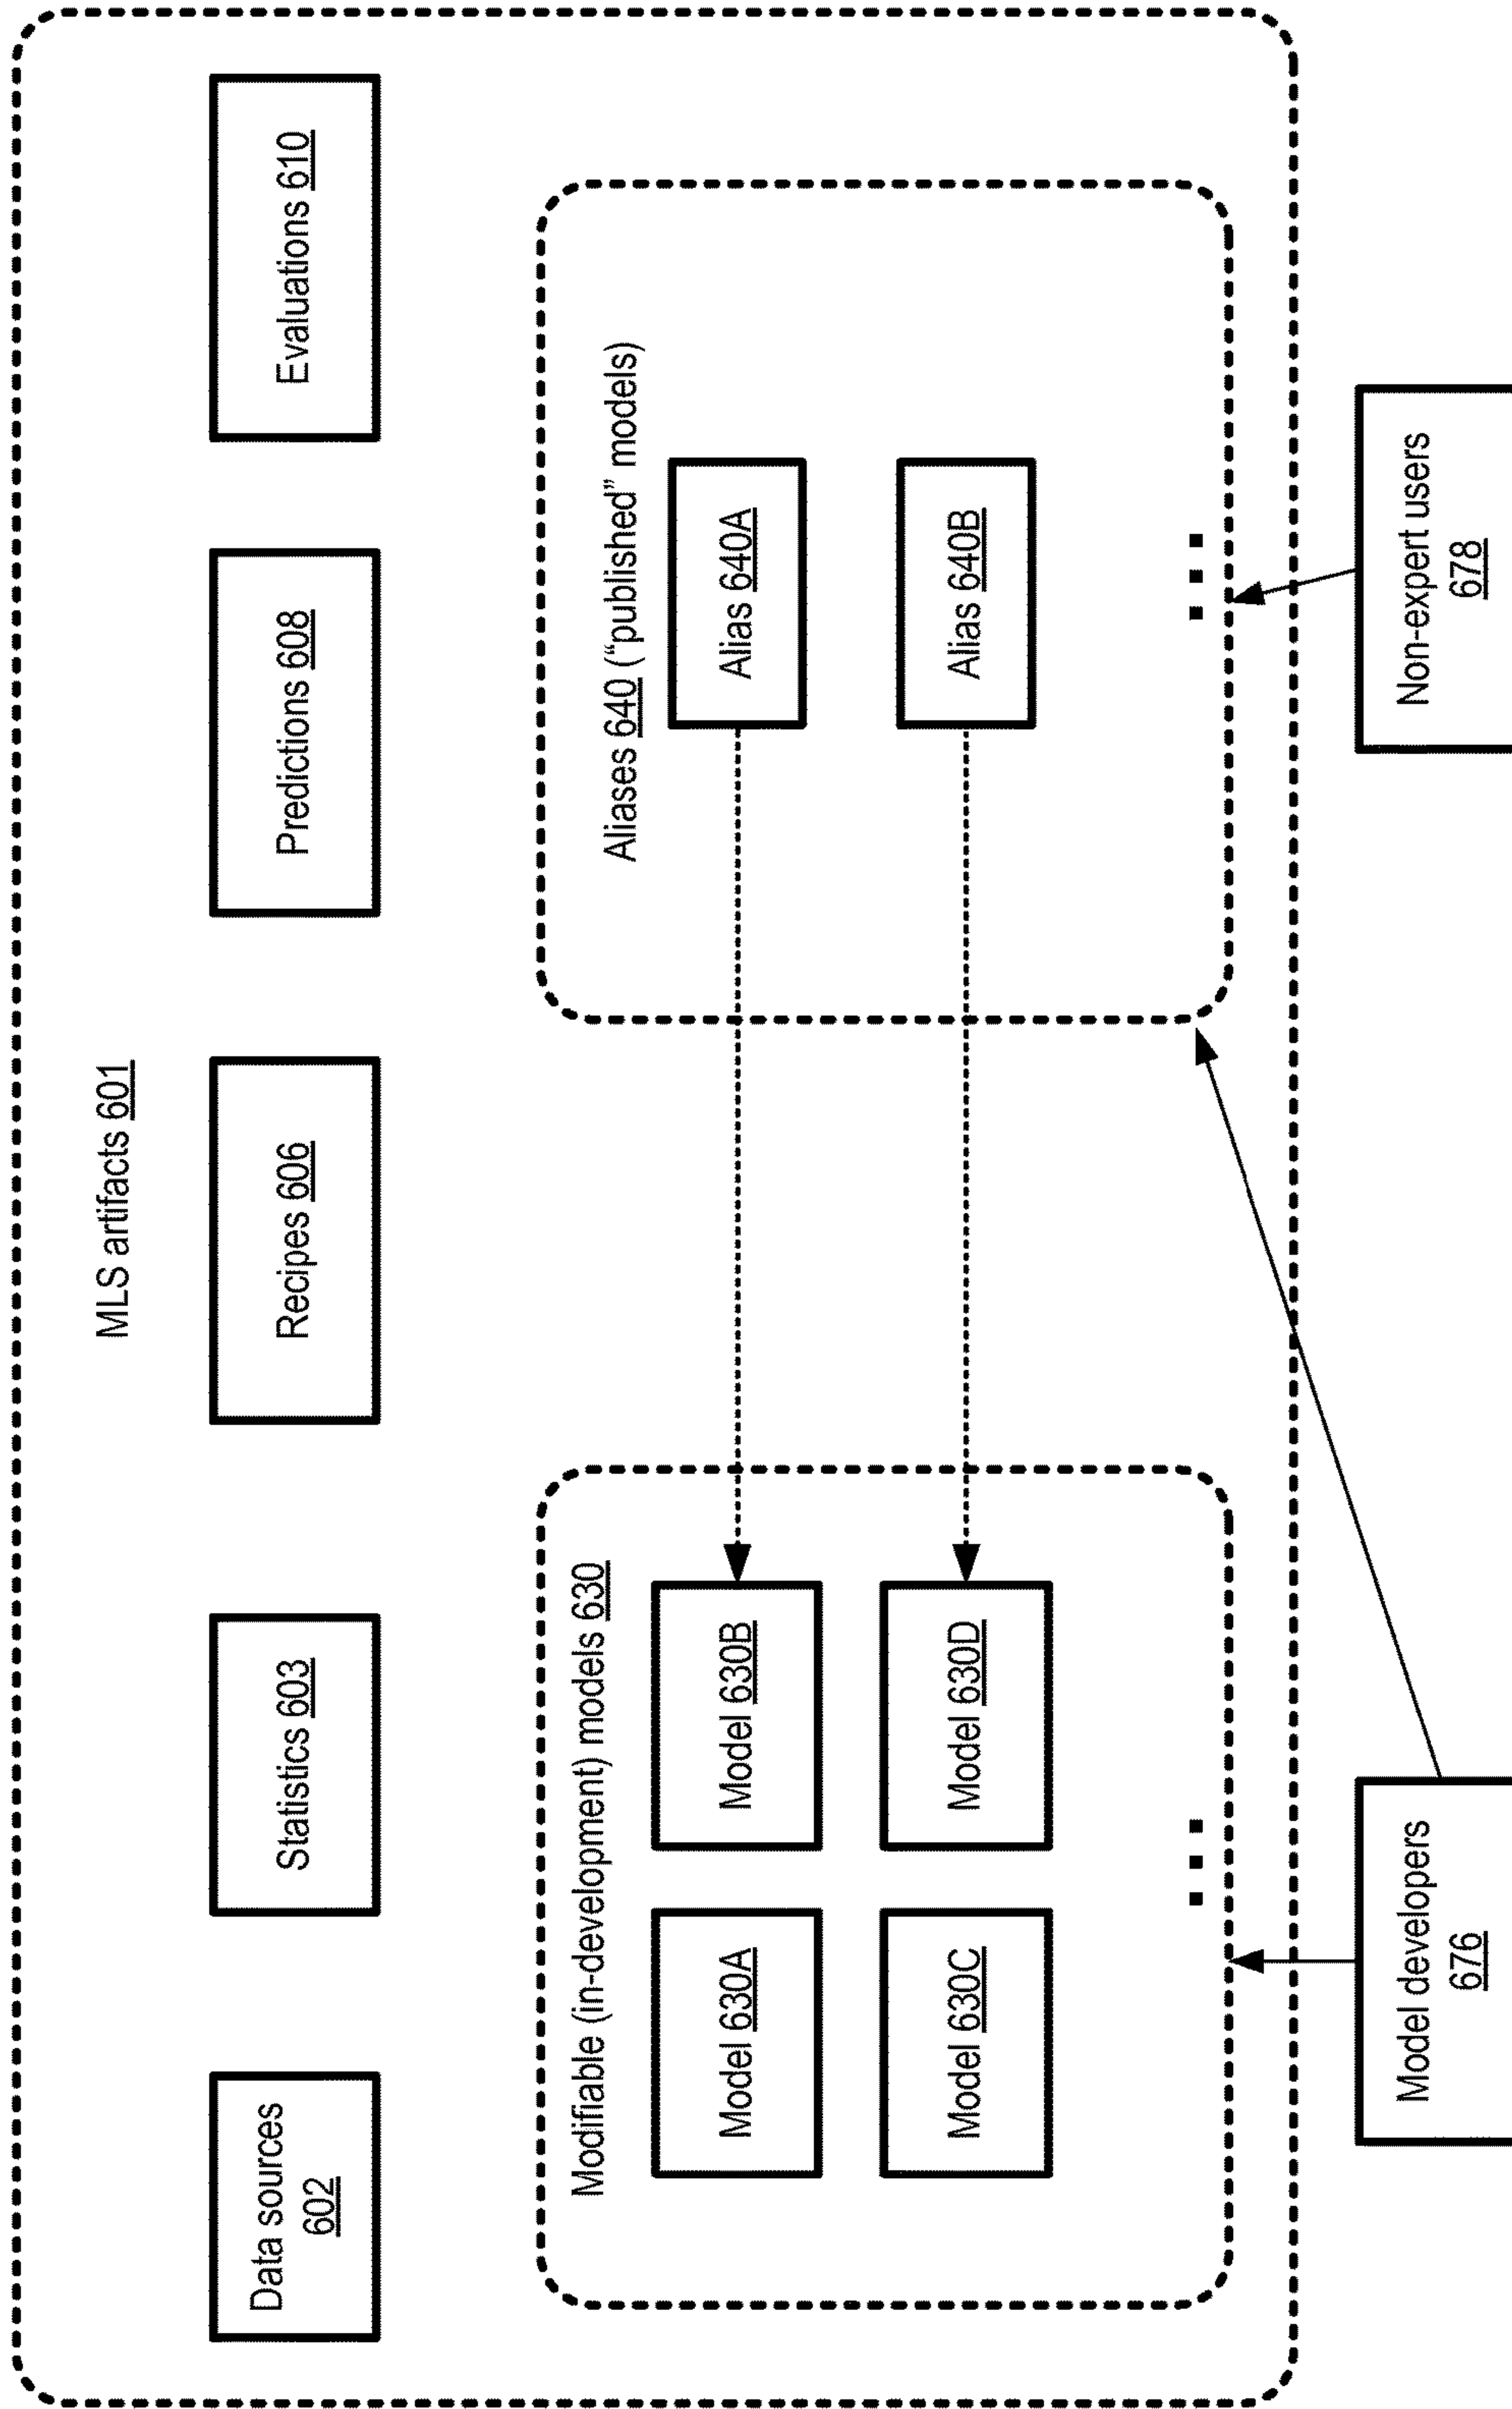 MLS artifacts 601
Data sources
602
Statistics 603
Recipes 606
Predictions 608
Evaluations 610
Modifiable (in-development) models 630
Model 630A
Model 630B
Model 630C
Model 630D
...
Aliases 640 (“published” models)
Alias 640A
Alias 640B
...
Model developers
676
Non-expert users
678